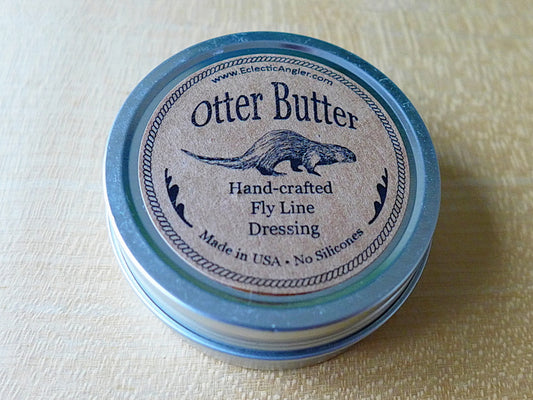 www.EclecticAngler.com
Otter Butter
Hand-crafted
Fly Line
Dressing
Made in USA • No Silicones